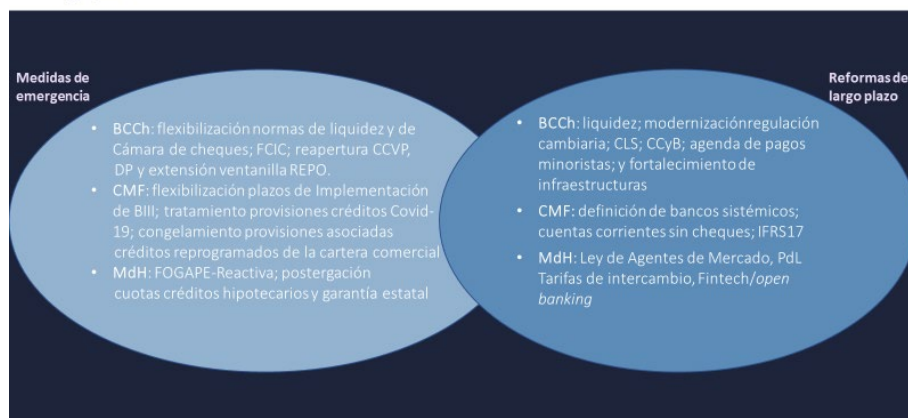 Medidas de
emergencia
• BCCh: flexibilización normas de liquidez y de
Cámara de cheques; FCIC; reapertura CCVP,
DP y extensión ventanilla REPO.
• CMF: flexibilización plazos de Implementación
de BIII; tratamiento provisiones créditos Covid-
19; congelamiento provisiones asociadas
créditos reprogramados de la cartera comercial
• MdH: FOGAPE-Reactiva; postergación
cuotas créditos hipotecarios y garantía estatal
Reformas de
largo plazo
• BCCh: liquidez; modernizaciónregulación
cambiaria; CLS; CCyB; agenda de pagos
minoristas; y fortalecimiento de
infraestructuras
• CMF: definición de bancos sistémicos;
cuentas corrientes sin cheques; IFRS17
• MdH: Ley de Agentes de Mercado, PdL
Tarifas de intercambio, Fintech/open
banking